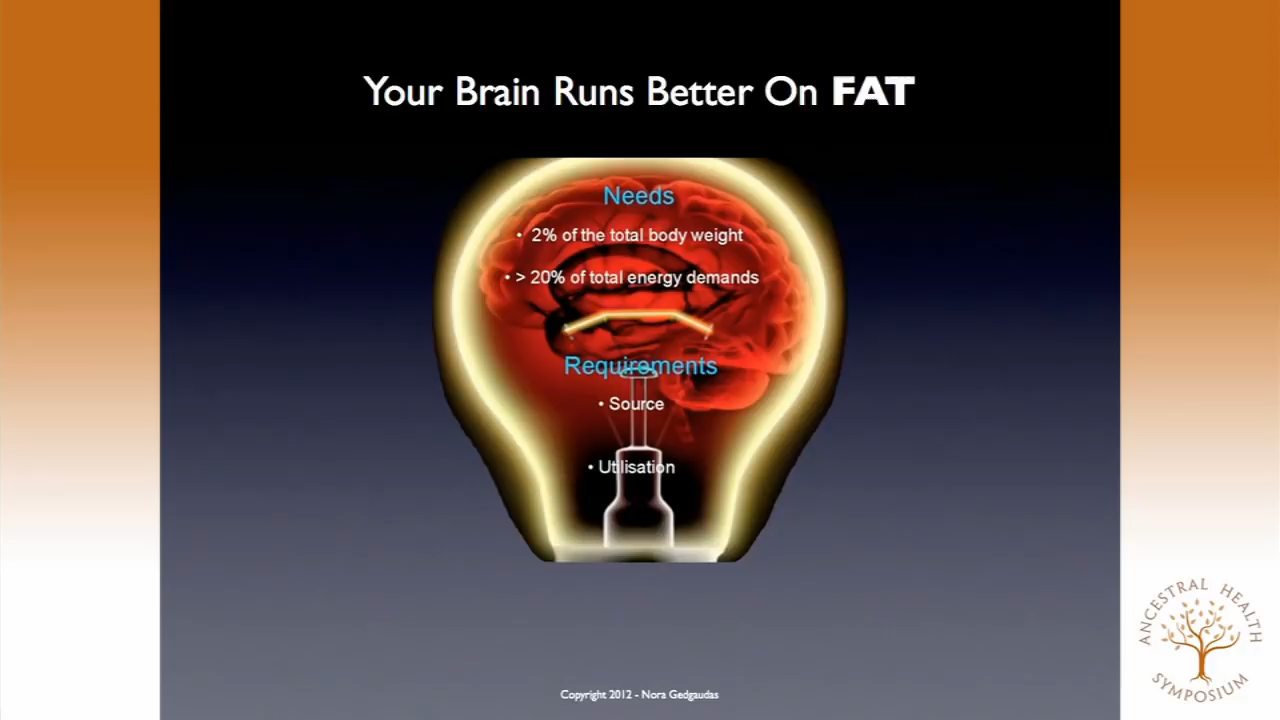 Your Brain Runs Better On FAT
Needs
• 2% of the total body weight
• > 20% of total energy demands
Requirements
• Source
• Utilisation
ANCESTRAL HEALTH
SYMPOSIUM
Copyright 2012 - Nora Gedgaudas